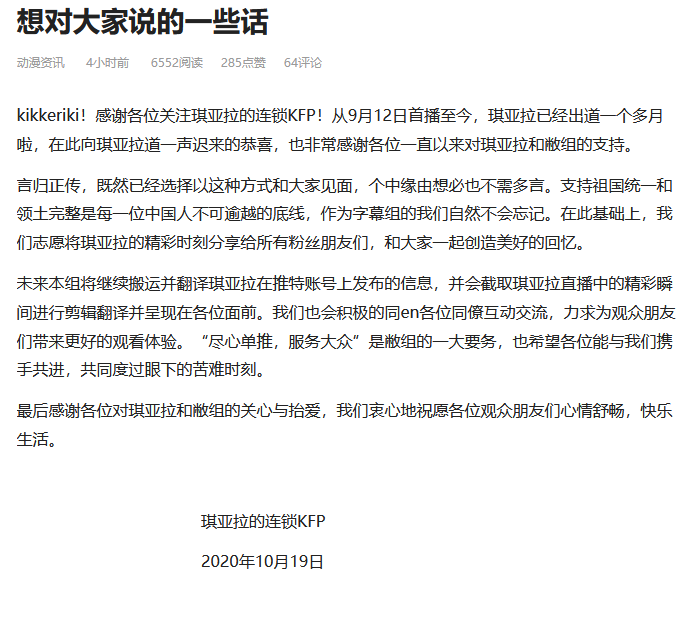 想对大家说的一些话
动漫资讯 4小时前 6552阅读 285点赞 64评论
kikkeriki！感谢各位关注琪亚拉的连锁KFP！从9月12日首播至今，琪亚拉已经出道一个多月
啦，在此向琪亚拉道一声迟来的恭喜，也非常感谢各位一直以来对琪亚拉和敝组的支持。
言归正传，既然已经选择以这种方式和大家见面，个中缘由想必也不需多言。支持祖国统一和
领土完整是每一位中国人不可逾越的底线，作为字幕组的我们自然不会忘记。在此基础上，我
们志愿将琪亚拉的精彩时刻分享给所有粉丝朋友们，和大家一起创造美好的回忆。
未来本组将继续搬运并翻译琪亚拉在推特账号上发布的信息，并会截取琪亚拉直播中的精彩瞬
间进行剪辑翻译并呈现在各位面前。我们也会积极的同en各位同僚互动交流，力求为观众朋友
们带来更好的观看体验。“尽心单推，服务大众”是敝组的一大要务，也希望各位能与我们携
手共进，共同度过眼下的苦难时刻。
最后感谢各位对琪亚拉和敝组的关心与抬爱，我们衷心地祝愿各位观众朋友们心情舒畅，快乐
生活。
琪亚拉的连锁KFP
2020年10月19日